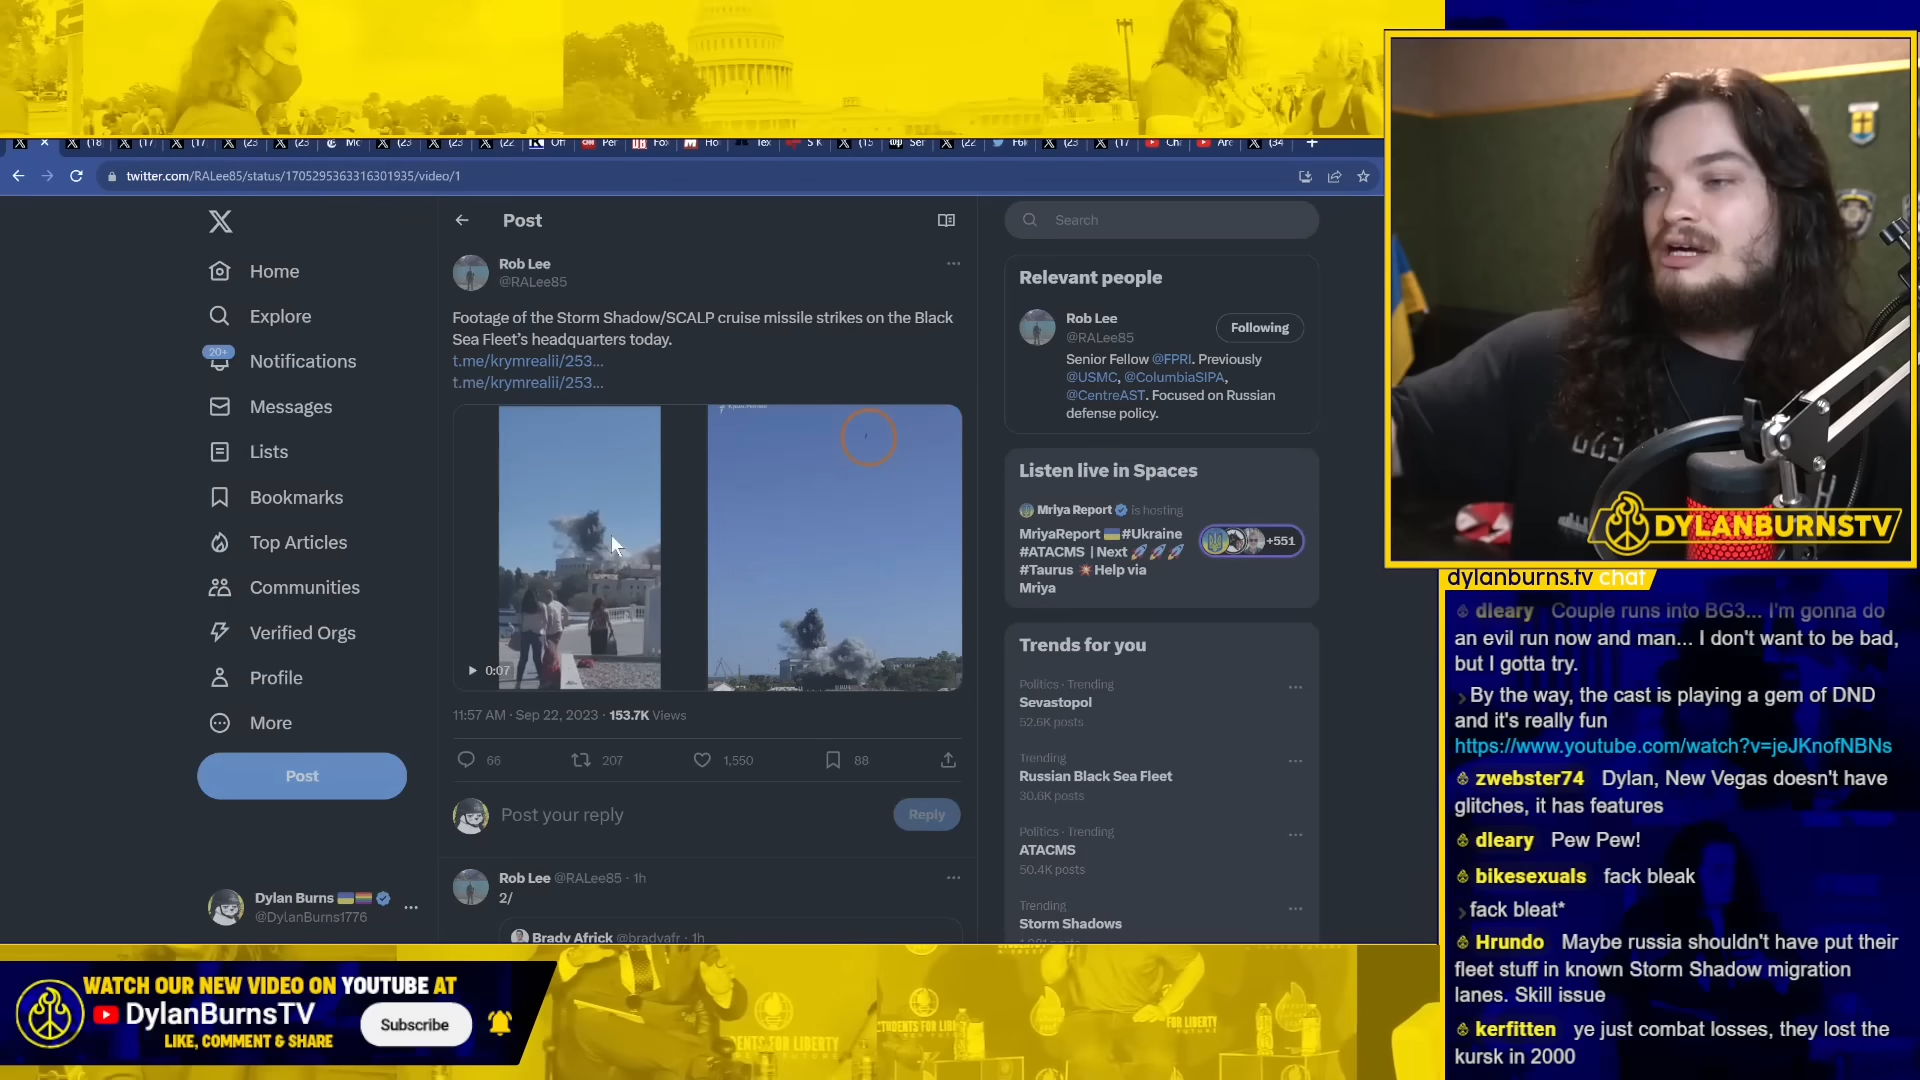 twitter.com/RALee85/status/1705295363316301935/video/1
Post
Search
Home
Explore
20+
Notifications
Messages
Lists
Bookmarks
Top Articles
Communities
Verified Orgs
Profile
More
Post
Dylan Burns
@DylanBurns1776
Rob Lee
@RALee85
Footage of the Storm Shadow/SCALP cruise missile strikes on the Black
Sea Fleet’s headquarters today.
t.me/krymrealii/253...
t.me/krymrealii/253...
0:07
11:57 AM · Sep 22, 2023 · 153.7K Views
66 207 1,550 88
Post your reply
Reply
Rob Lee @RALee85 · 1h
2/
Brady Africk @bradyafr · 1h
Relevant people
Rob Lee
@RALee85
Following
Senior Fellow @FPRI. Previously
@USMC, @ColumbiaSIPA,
@CentreAST. Focused on Russian
defense policy.
Listen live in Spaces
Mriya Report is hosting
MriyaReport #Ukraine
#ATACMS | Next
#Taurus Help via
Mriya
+551
Trends for you
Politics · Trending
Sevastopol
52.6K posts
Trending
Russian Black Sea Fleet
30.6K posts
Politics · Trending
ATACMS
50.4K posts
Trending
Storm Shadows
DYLANBURNSTV
dylanburns.tv chat
dleary Couple runs into BG3... I'm gonna do
an evil run now and man... I don't want to be bad,
but I gotta try.
By the way, the cast is playing a gem of DND
and it's really fun
https://www.youtube.com/watch?v=jeJKnofNBNs
zwebster74 Dylan, New Vegas doesn't have
glitches, it has features
dleary Pew Pew!
bikesexuals fack bleak
fack bleat*
Hrundo Maybe russia shouldn't have put their
fleet stuff in known Storm Shadow migration
lanes. Skill issue
kerfitten ye just combat losses, they lost the
kursk in 2000
WATCH OUR NEW VIDEO ON YOUTUBE AT
DylanBurnsTV
Subscribe
LIKE, COMMENT & SHARE